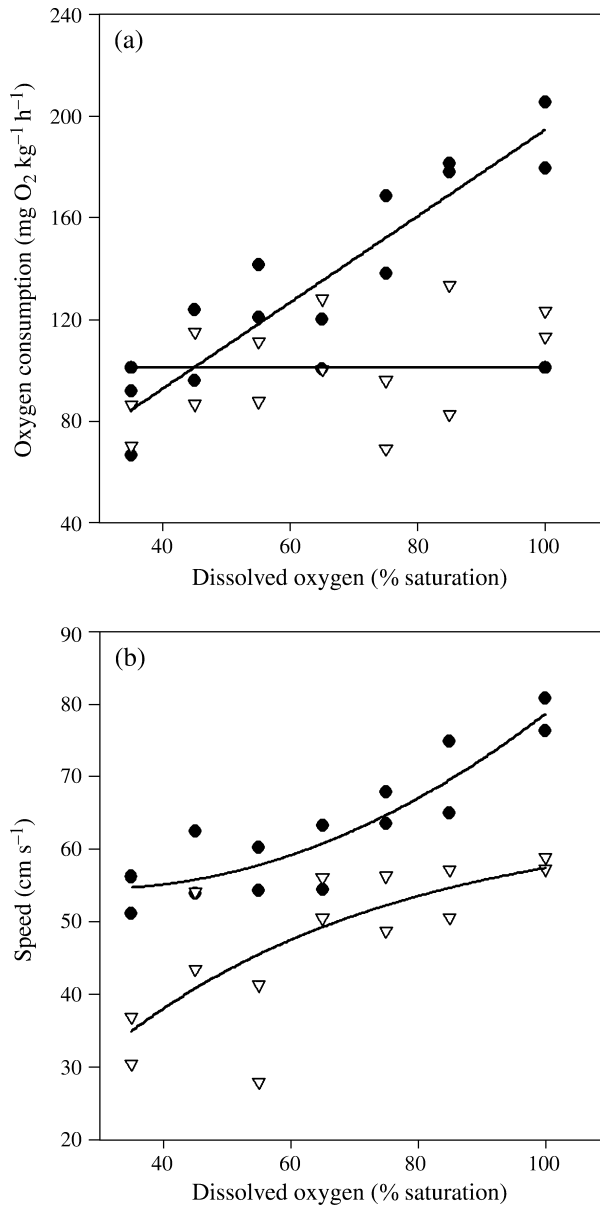 (a)
240
200
160
120
80
40
Oxygen consumption (mg O₂ kg⁻¹ h⁻¹)
40 60 80 100
Dissolved oxygen (% saturation)
(b)
90
80
70
60
50
40
30
20
Speed (cm s⁻¹)
40 60 80 100
Dissolved oxygen (% saturation)